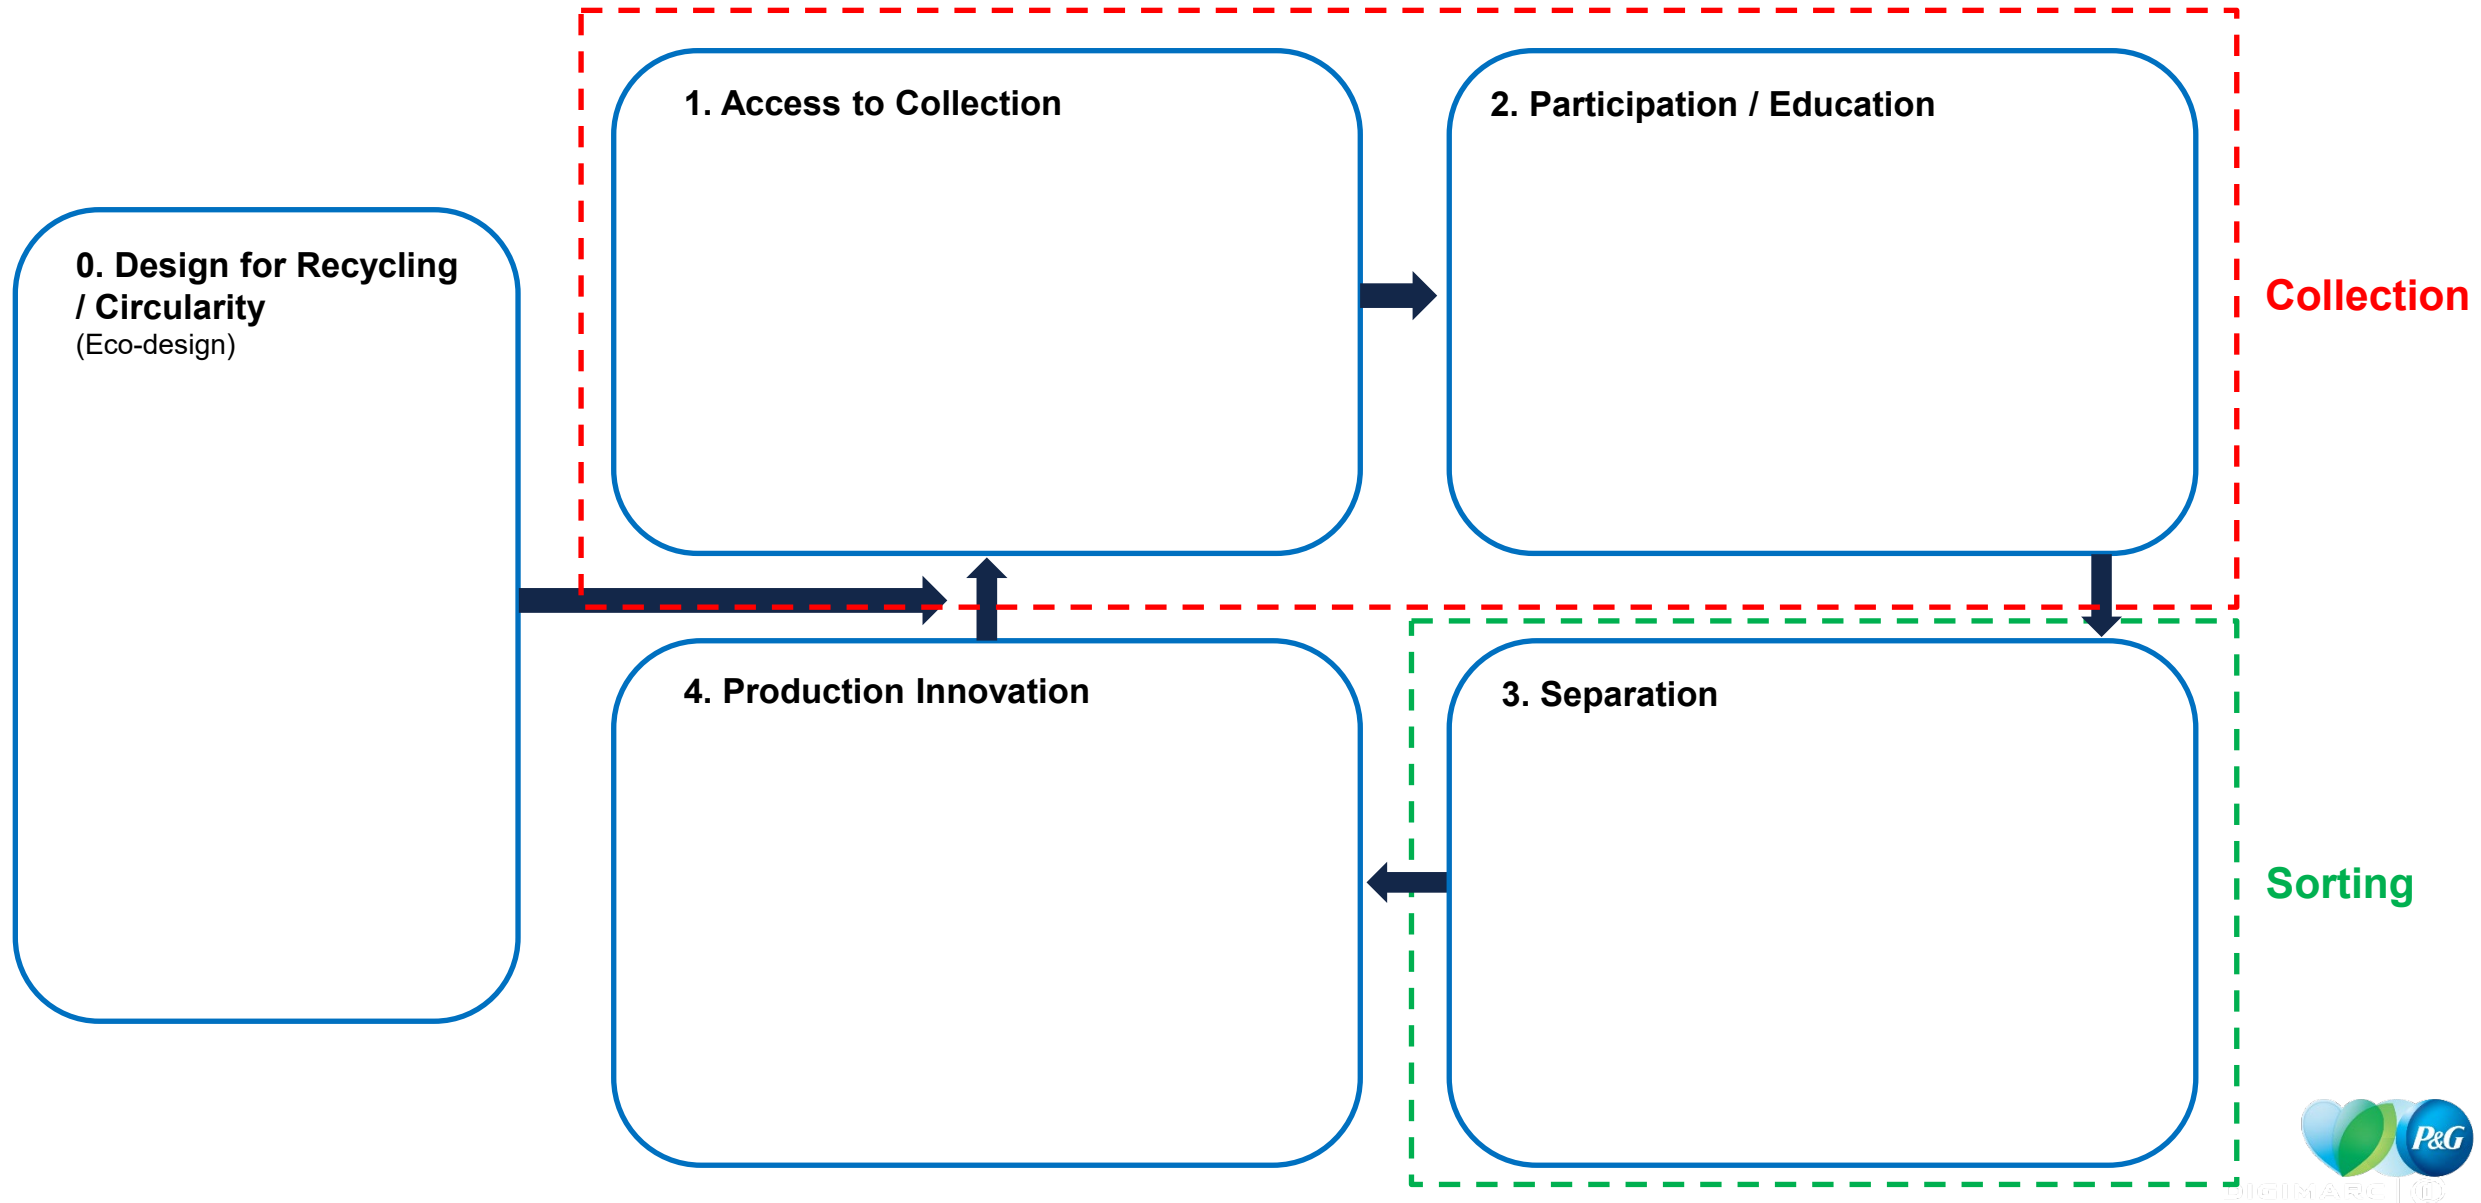 1. Access to Collection
2. Participation / Education
0. Design for Recycling
/ Circularity
(Eco-design)
Collection
4. Production Innovation
3. Separation
Sorting
P&G
DIGIMARC